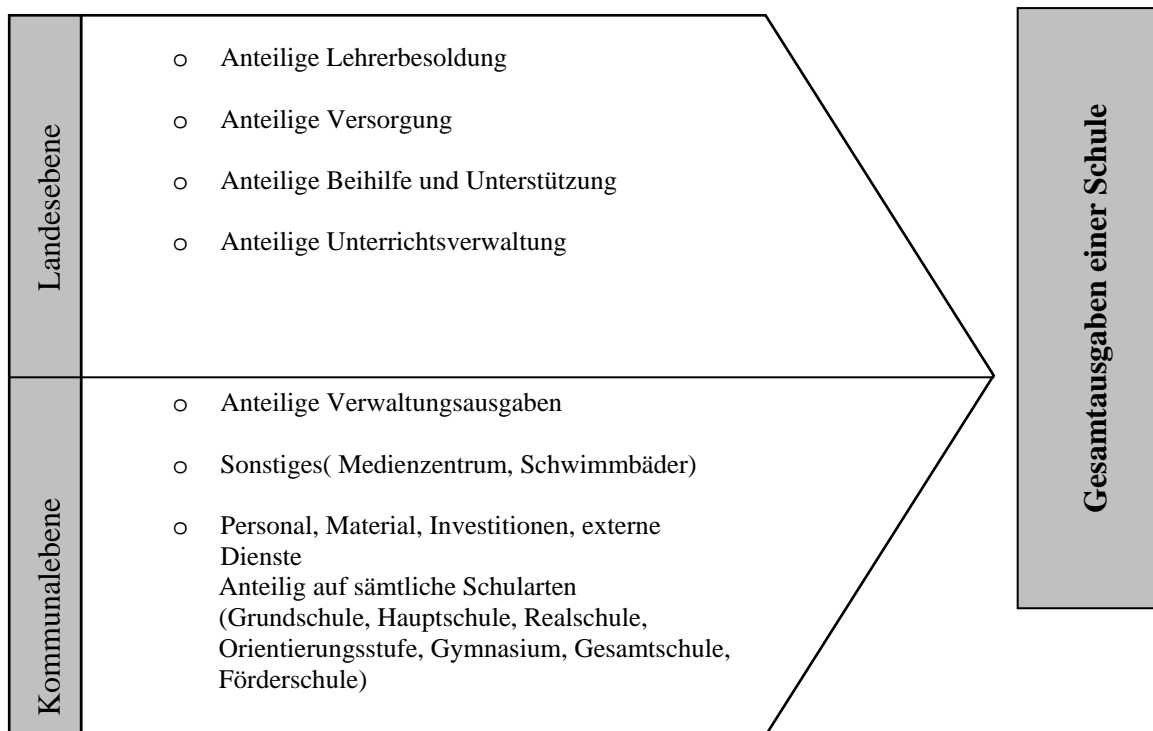 Landesebene
o Anteilige Lehrerbesoldung
o Anteilige Versorgung
o Anteilige Beihilfe und Unterstützung
o Anteilige Unterrichtsverwaltung
Kommunalebene
o Anteilige Verwaltungsausgaben
o Sonstiges( Medienzentrum, Schwimmbäder)
o Personal, Material, Investitionen, externe
Dienste
Anteilig auf sämtliche Schularten
(Grundschule, Hauptschule, Realschule,
Orientierungsstufe, Gymnasium, Gesamtschule,
Förderschule)
Gesamtausgaben einer Schule